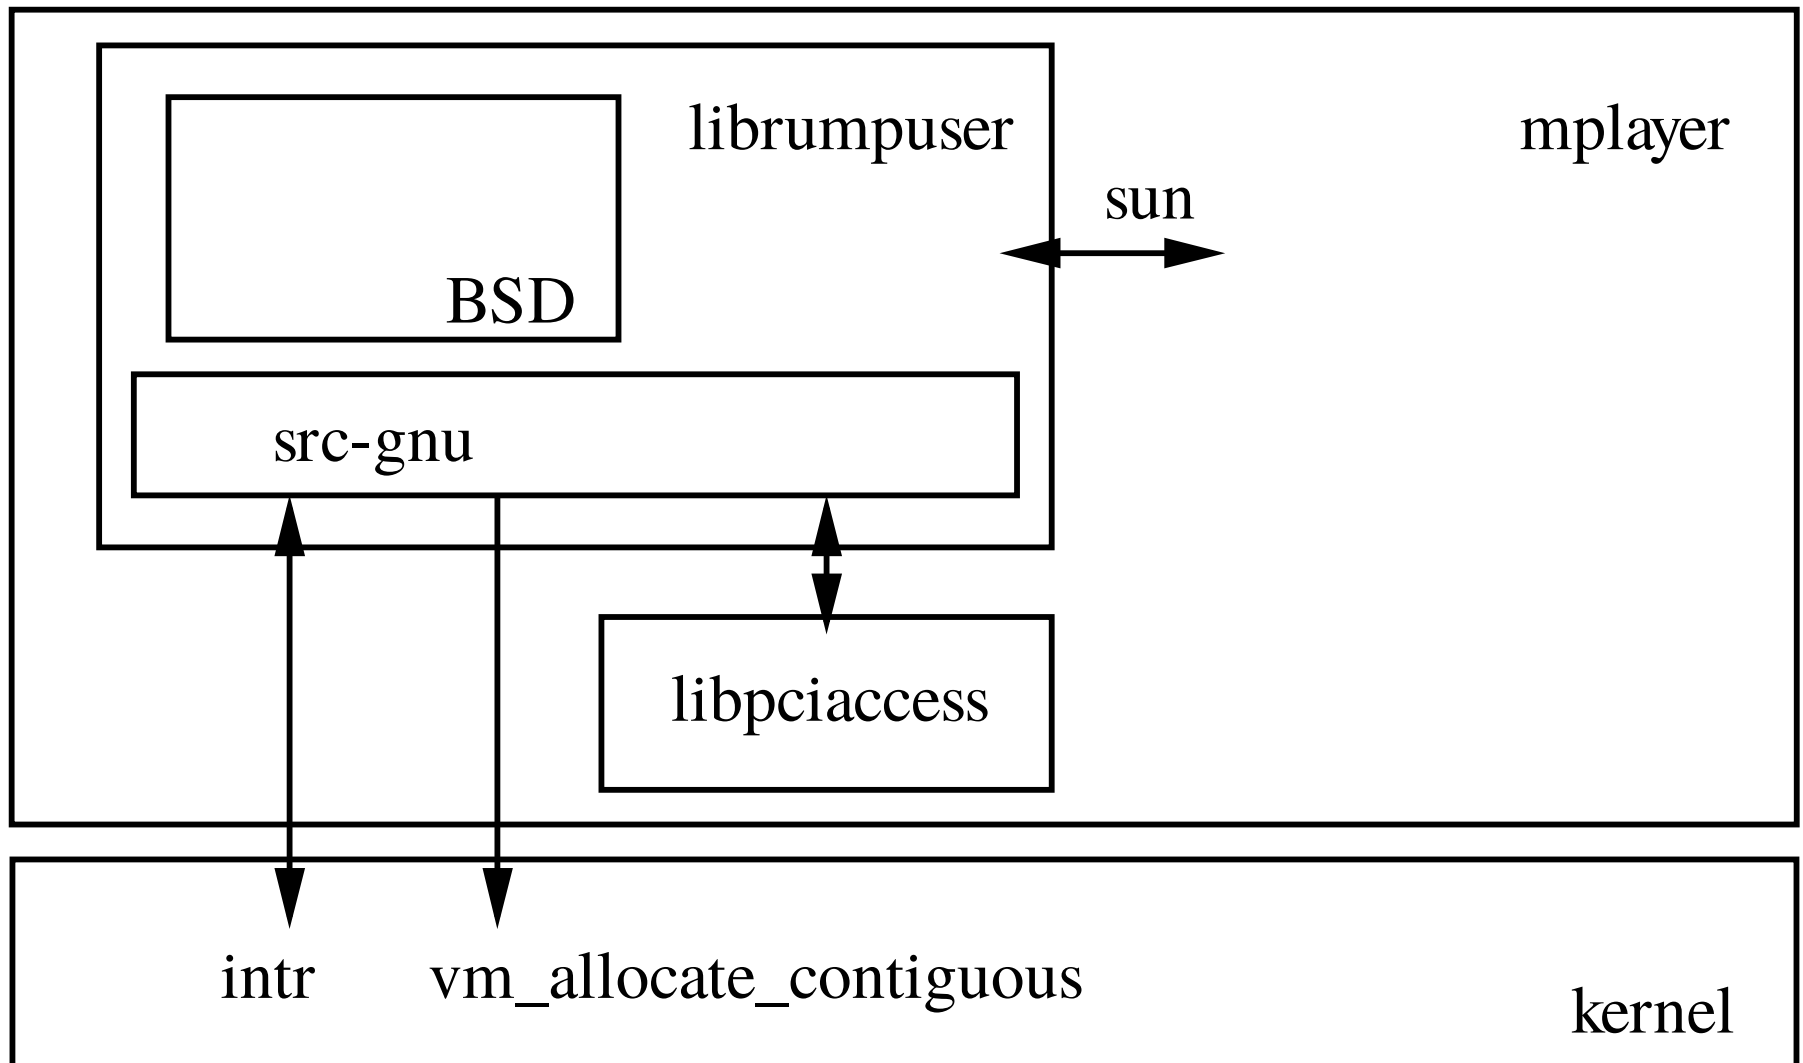 librumpuser
mplayer
sun
BSD
src-gnu
libpciaccess
intr
vm_allocate_contiguous
kernel